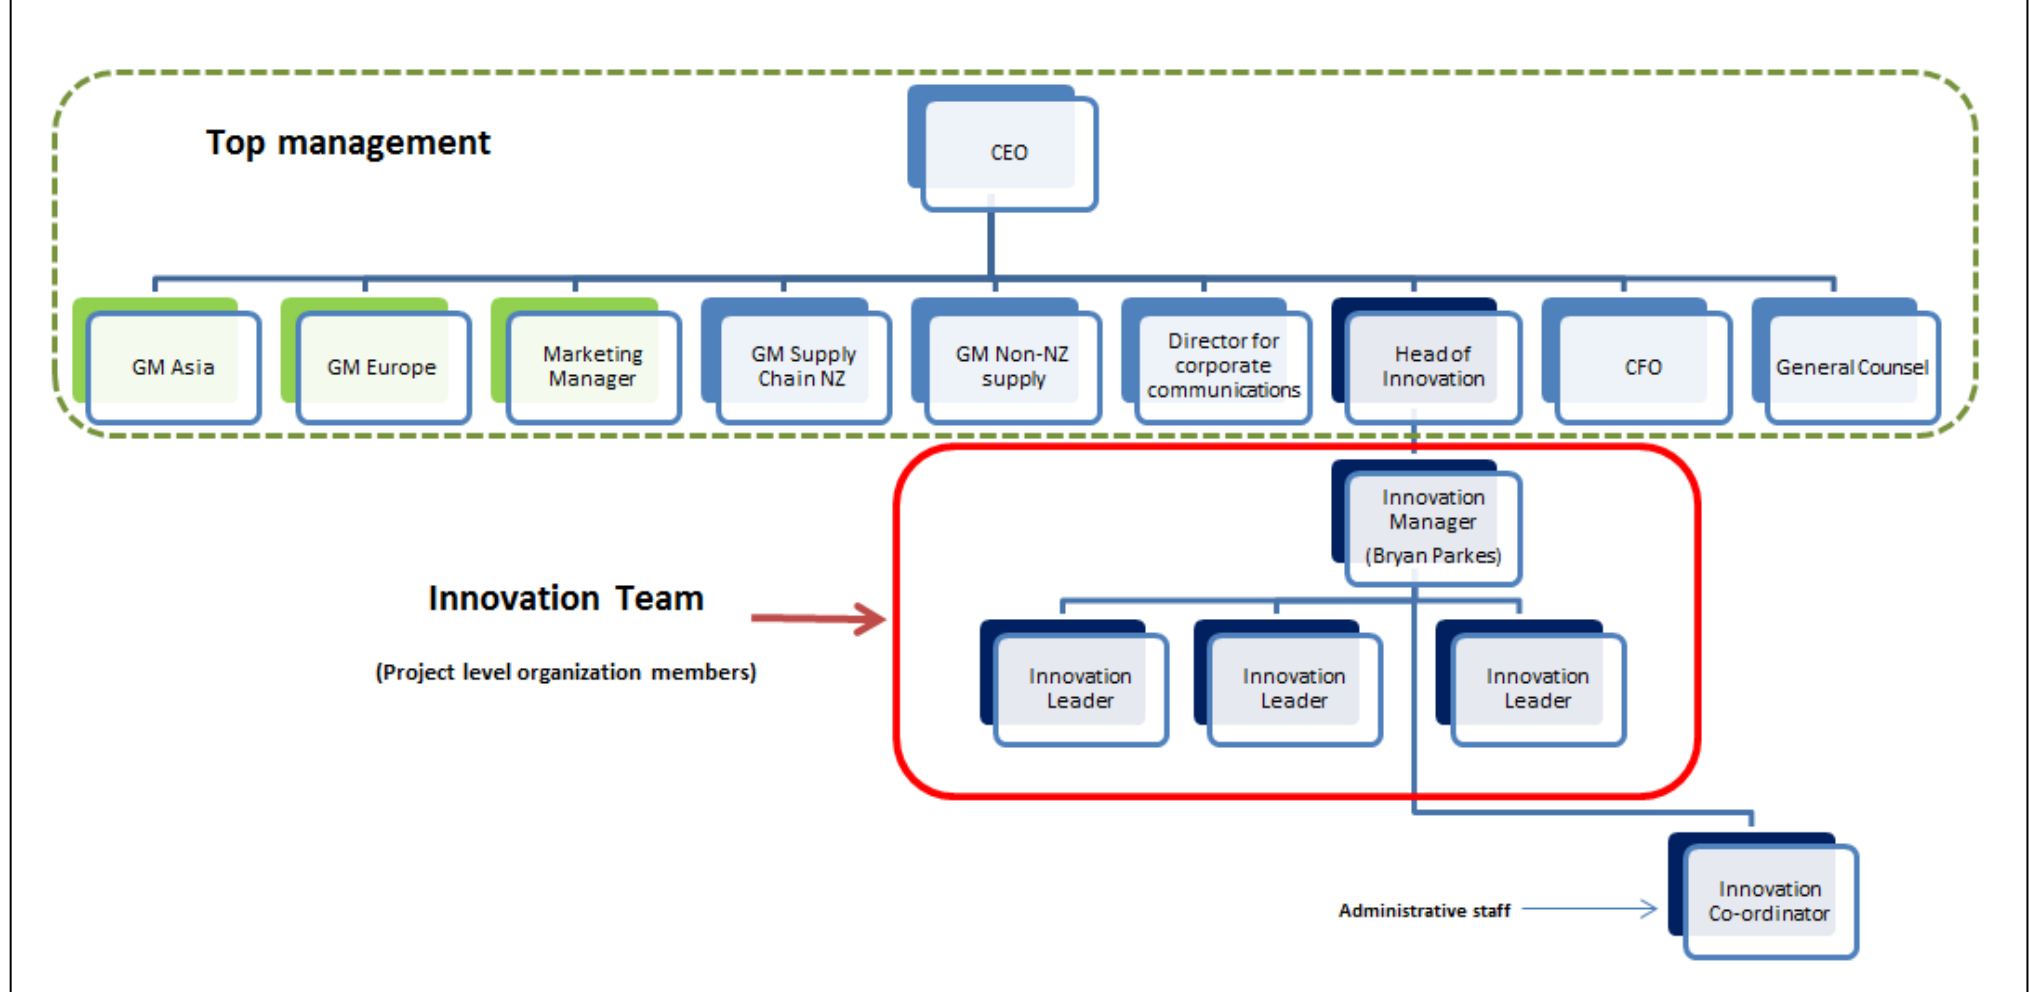 Top management
CEO
GM Asia
GM Europe
Marketing
Manager
GM Supply
Chain NZ
GM Non-NZ
supply
Director for
corporate
communications
Head of
Innovation
CFO
General Counsel
Innovation
Manager
(Bryan Parkes)
Innovation Team
(Project level organization members)
Innovation
Leader
Innovation
Leader
Innovation
Leader
Administrative staff
Innovation
Co-ordinator